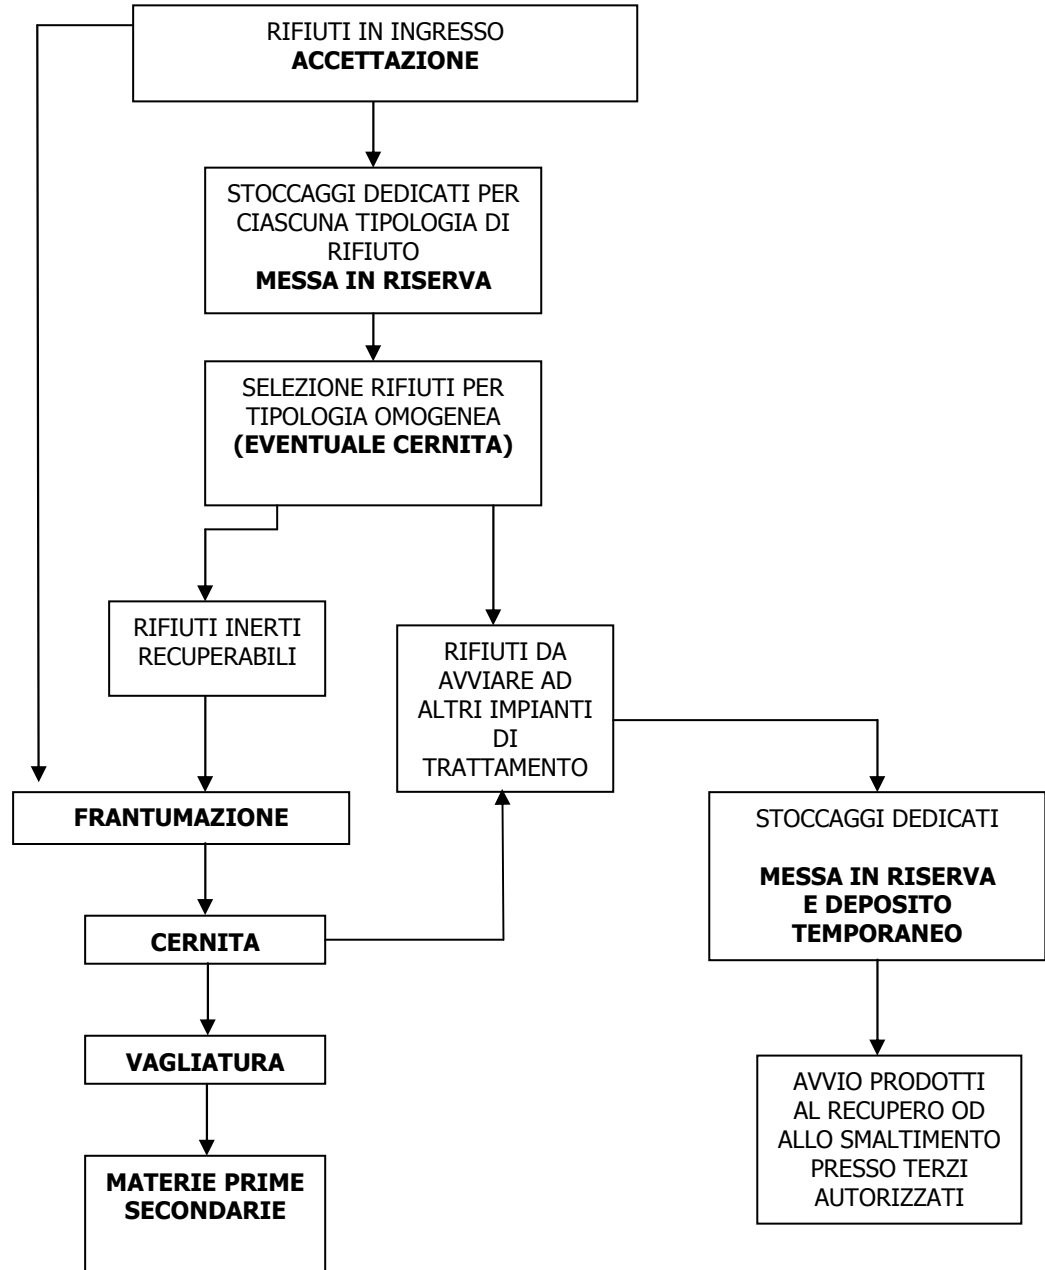 RIFIUTI IN INGRESSO
ACCETTAZIONE
STOCCAGGI DEDICATI PER
CIASCUNA TIPOLOGIA DI
RIFIUTO
MESSA IN RISERVA
SELEZIONE RIFIUTI PER
TIPOLOGIA OMOGENEA
(EVENTUALE CERNITA)
RIFIUTI INERTI
RECUPERABILI
RIFIUTI DA
AVVIARE AD
ALTRI IMPIANTI
DI
TRATTAMENTO
FRANTUMAZIONE
STOCCAGGI DEDICATI
MESSA IN RISERVA
E DEPOSITO
TEMPORANEO
CERNITA
VAGLIATURA
AVVIO PRODOTTI
AL RECUPERO OD
ALLO SMALTIMENTO
PRESSO TERZI
AUTORIZZATI
MATERIE PRIME
SECONDARIE